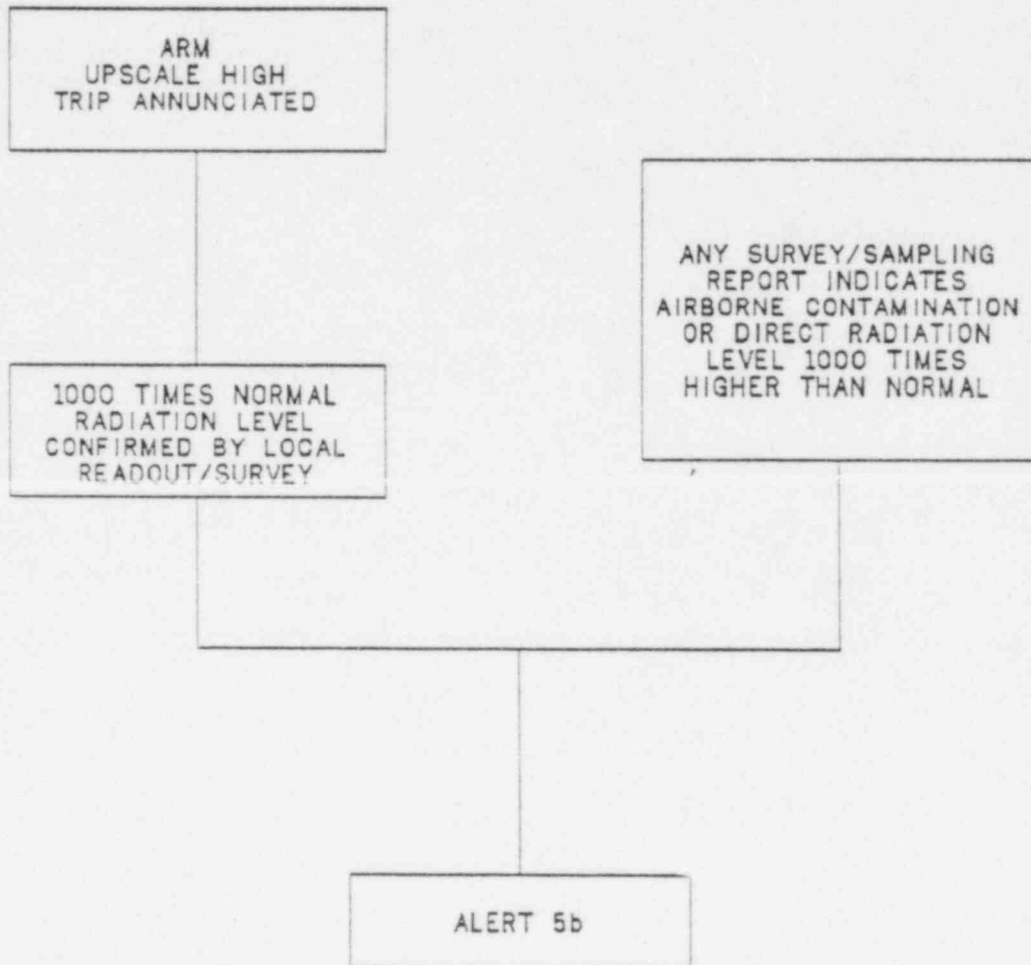 ARM
UPSCALE HIGH
TRIP ANNUNCIATED
ANY SURVEY/SAMPLING
REPORT INDICATES
AIRBORNE CONTAMINATION
OR DIRECT RADIATION
LEVEL 1000 TIMES
HIGHER THAN NORMAL
1000 TIMES NORMAL
RADIATION LEVEL
CONFIRMED BY LOCAL
READOUT/SURVEY
ALERT 5b